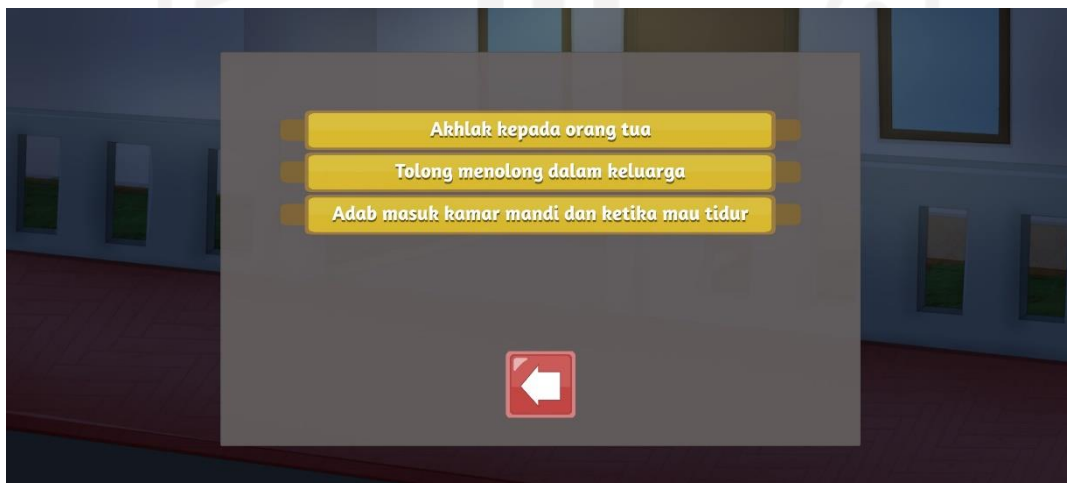 Akhlak kepada orang tua
Tolong menolong dalam keluarga
Adab masuk kamar mandi dan ketika mau tidur